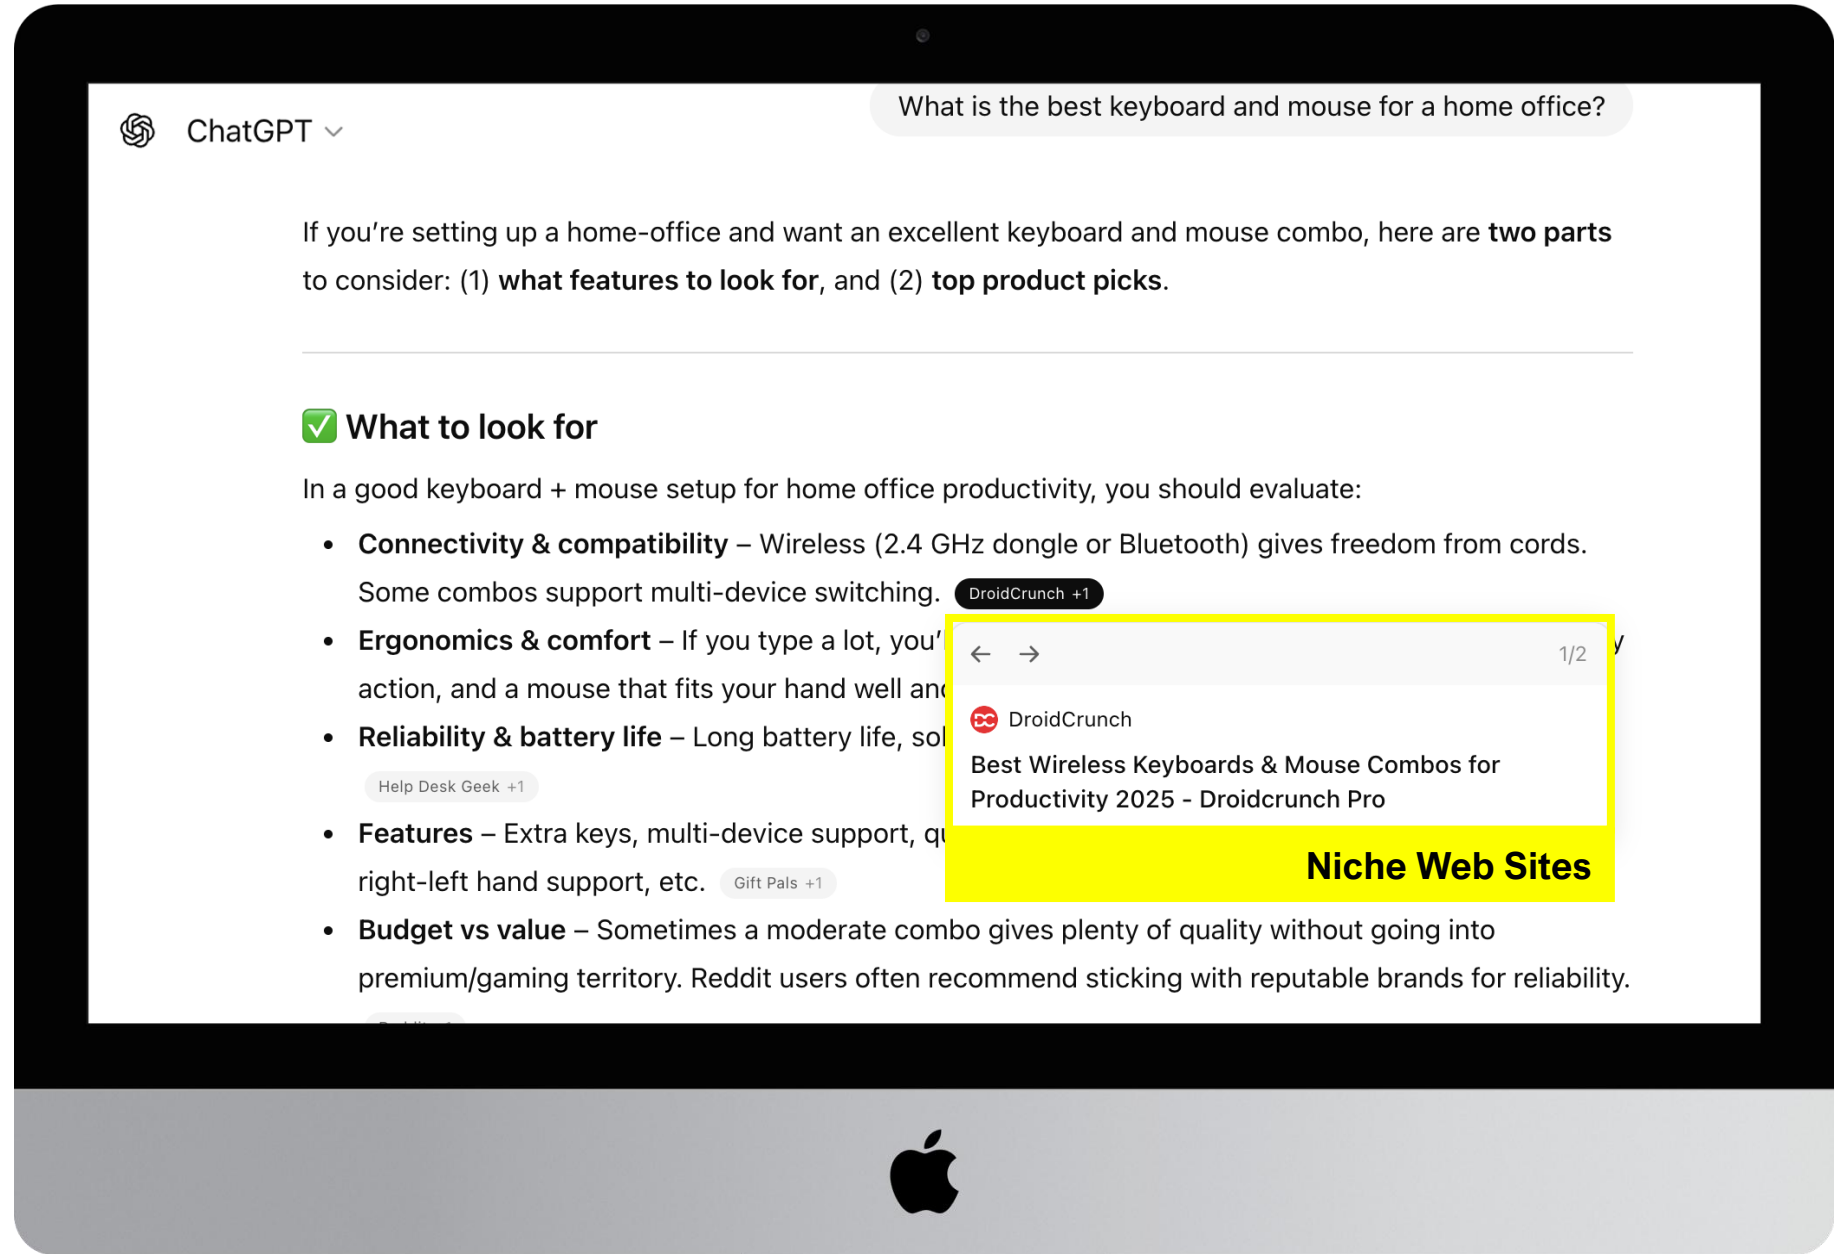 What is the best keyboard and mouse for a home office?
ChatGPT
If you’re setting up a home-office and want an excellent keyboard and mouse combo, here are two parts
to consider: (1) what features to look for, and (2) top product picks.
✅ What to look for
In a good keyboard + mouse setup for home office productivity, you should evaluate:
• Connectivity & compatibility – Wireless (2.4 GHz dongle or Bluetooth) gives freedom from cords.
Some combos support multi-device switching. DroidCrunch +1
• Ergonomics & comfort – If you type a lot, you’
action, and a mouse that fits your hand well
• Reliability & battery life – Long battery life,
Help Desk Geek +1
• Features – Extra keys, multi-device support,
right-left hand support, etc. Gift Pals +1
• Budget vs value – Sometimes a moderate combo gives plenty of quality without going into
premium/gaming territory. Reddit users often recommend sticking with reputable brands for reliability.
← → 1/2
DC DroidCrunch
Best Wireless Keyboards & Mouse Combos for
Productivity 2025 - Droidcrunch Pro
Niche Web Sites